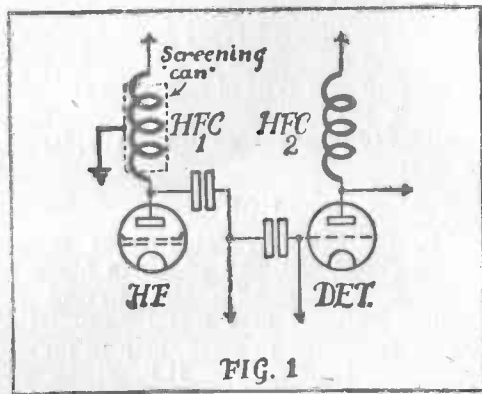 Screening
"can"
HFC
1
HFC
2
HF
DET.
FIG. 1